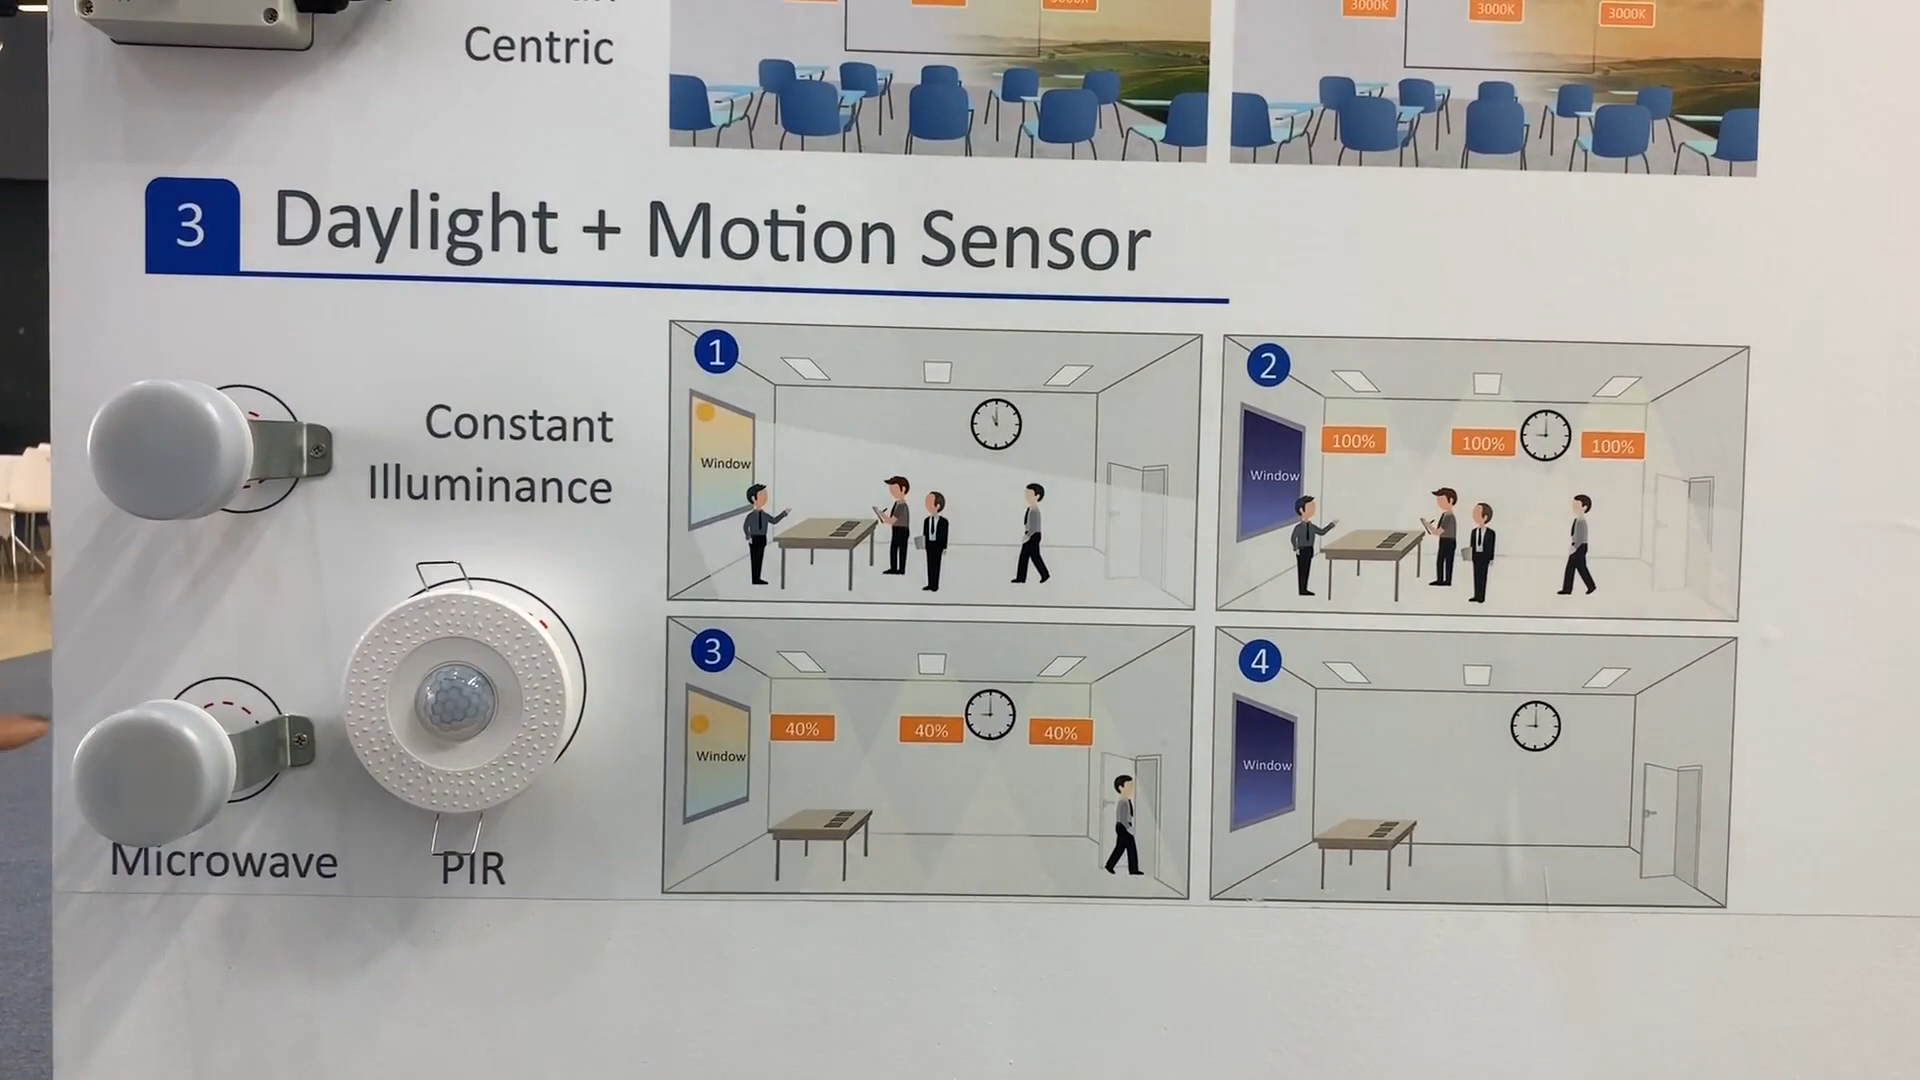 Centric
3000K
3000K
3000K
3000K
3 Daylight + Motion Sensor
Constant
Illuminance
Microwave
PIR
1
Window
2
100%
100%
100%
Window
3
40%
40%
40%
Window
4
Window